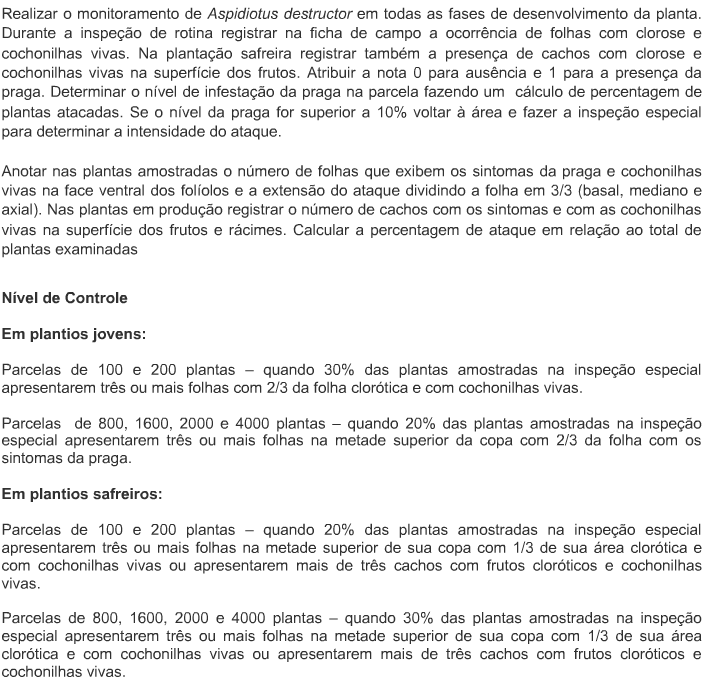 Realizar o monitoramento de Aspidiotus destructor em todas as fases de desenvolvimento da planta.
Durante a inspeção de rotina registrar na ficha de campo a ocorrência de folhas com clorose e
cochonilhas vivas. Na plantação safreira registrar também a presença de cachos com clorose e
cochonilhas vivas na superfície dos frutos. Atribuir a nota 0 para ausência e 1 para a presença da
praga. Determinar o nível de infestação da praga na parcela fazendo um cálculo de percentagem de
plantas atacadas. Se o nível da praga for superior a 10% voltar à área e fazer a inspeção especial
para determinar a intensidade do ataque.
Anotar nas plantas amostradas o número de folhas que exibem os sintomas da praga e cochonilhas
vivas na face ventral dos folíolos e a extensão do ataque dividindo a folha em 3/3 (basal, mediano e
axial). Nas plantas em produção registrar o número de cachos com os sintomas e com as cochonilhas
vivas na superfície dos frutos e rácimes. Calcular a percentagem de ataque em relação ao total de
plantas examinadas
Nível de Controle
Em plantios jovens:
Parcelas de 100 e 200 plantas – quando 30% das plantas amostradas na inspeção especial
apresentarem três ou mais folhas com 2/3 da folha clorótica e com cochonilhas vivas.
Parcelas de 800, 1600, 2000 e 4000 plantas – quando 20% das plantas amostradas na inspeção
especial apresentarem três ou mais folhas na metade superior da copa com 2/3 da folha com os
sintomas da praga.
Em plantios safreiros:
Parcelas de 100 e 200 plantas – quando 20% das plantas amostradas na inspeção especial
apresentarem três ou mais folhas na metade superior de sua copa com 1/3 de sua área clorótica e
com cochonilhas vivas ou apresentarem mais de três cachos com frutos cloróticos e cochonilhas
vivas.
Parcelas de 800, 1600, 2000 e 4000 plantas – quando 30% das plantas amostradas na inspeção
especial apresentarem três ou mais folhas na metade superior de sua copa com 1/3 de sua área
clorótica e com cochonilhas vivas ou apresentarem mais de três cachos com frutos cloróticos e
cochonilhas vivas.